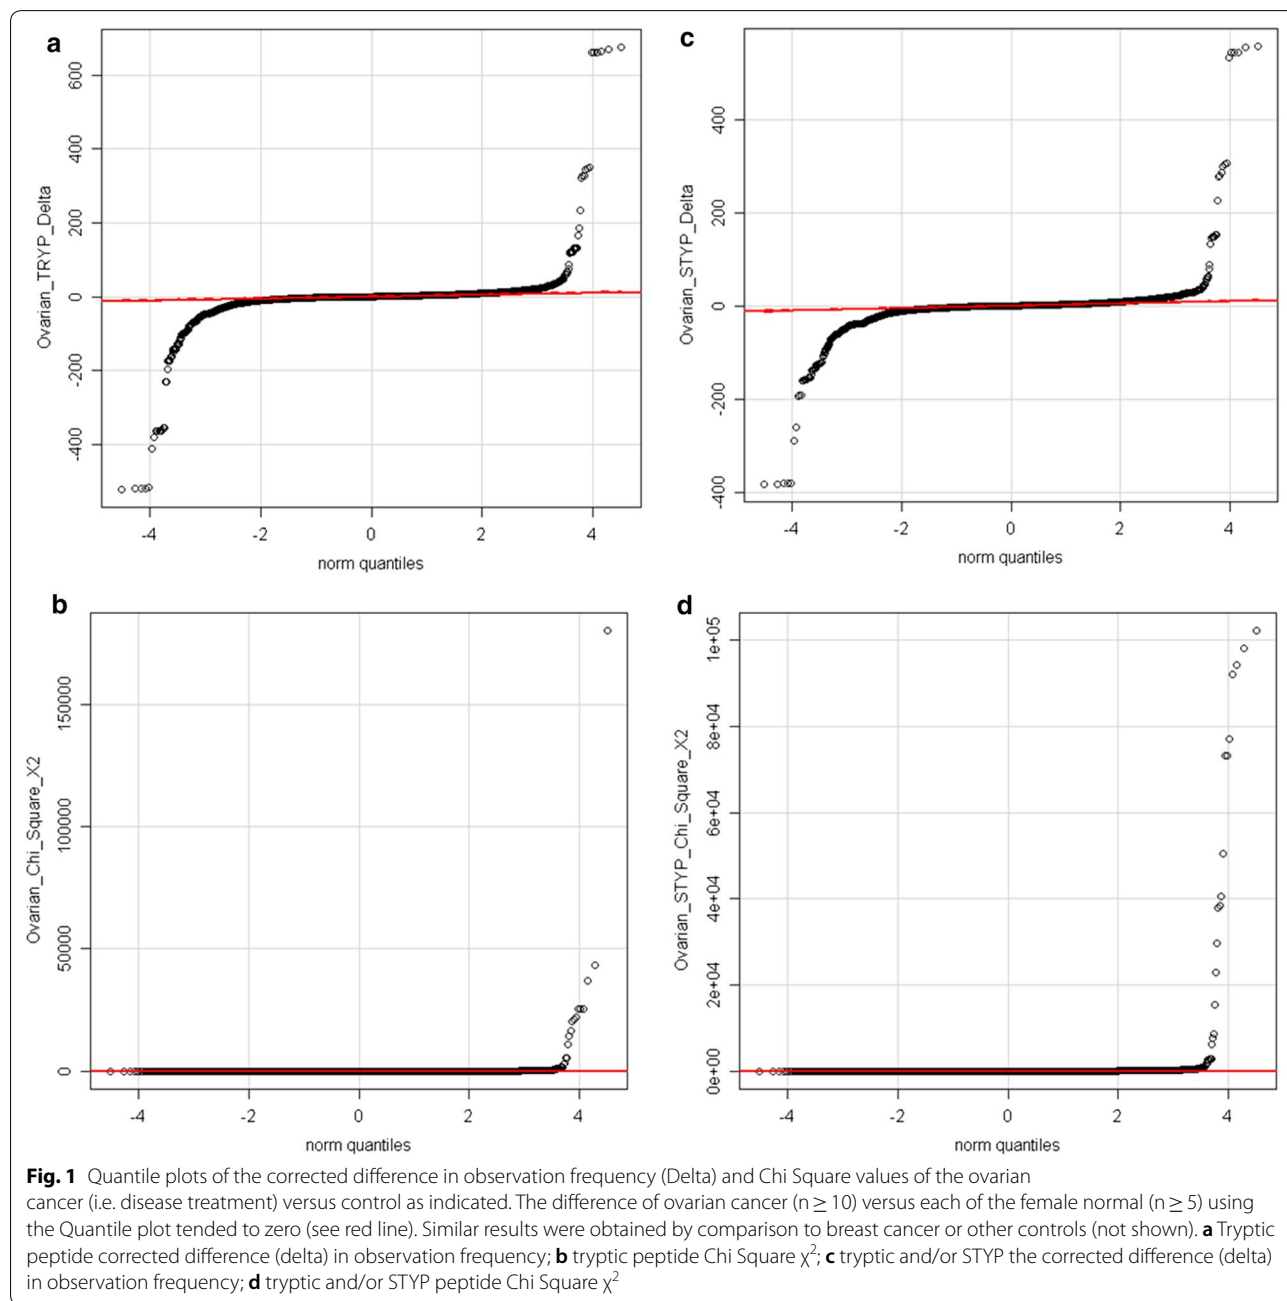 a
600
400
200
0
-200
-400
Ovarian_TRYP_Delta
-4 -2 0 2 4
norm quantiles
c
400
200
0
-200
-400
Ovarian_STYP_Delta
-4 -2 0 2 4
norm quantiles
b
150000
100000
50000
0
Ovarian_Chi_Square_X2
-4 -2 0 2 4
norm quantiles
d
1e+05
8e+04
6e+04
4e+04
2e+04
0e+00
Ovarian_STYP_Chi_Square_X2
-4 -2 0 2 4
norm quantiles
Fig. 1 Quantile plots of the corrected difference in observation frequency (Delta) and Chi Square values of the ovarian
cancer (i.e. disease treatment) versus control as indicated. The difference of ovarian cancer (n ≥ 10) versus each of the female normal (n ≥ 5) using
the Quantile plot tended to zero (see red line). Similar results were obtained by comparison to breast cancer or other controls (not shown). a Tryptic
peptide corrected difference (delta) in observation frequency; b tryptic peptide Chi Square χ²; c tryptic and/or STYP the corrected difference (delta)
in observation frequency; d tryptic and/or STYP peptide Chi Square χ²